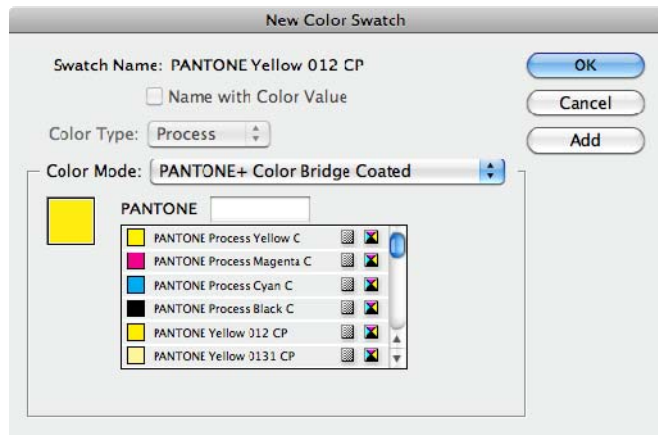 New Color Swatch
Swatch Name: PANTONE Yellow 012 CP
Name with Color Value
Color Type: Process
Color Mode: PANTONE+ Color Bridge Coated
PANTONE
PANTONE Process Yellow C
PANTONE Process Magenta C
PANTONE Process Cyan C
PANTONE Process Black C
PANTONE Yellow 012 CP
PANTONE Yellow 0131 CP
OK
Cancel
Add